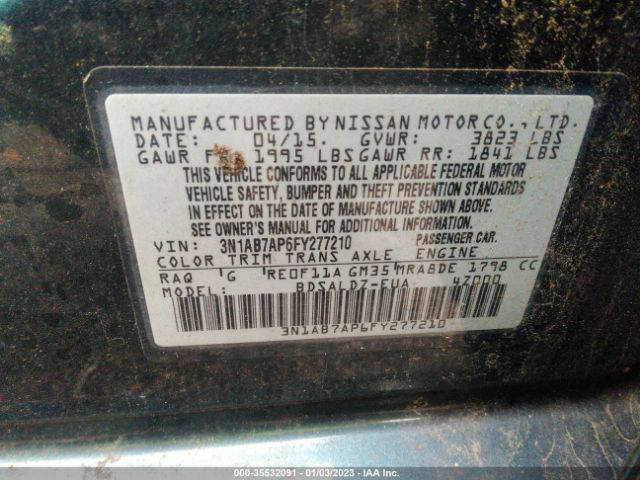 MANUFACTURED BY NISSAN MOTOR CO., LTD.
DATE: 04/15. GVWR: 3823 LBS
GAWR 1995 LBS GAWR RR: 1841 LBS
THIS VEHICLE CONFORMS TO ALL APPLICABLE FEDERAL MOTOR
VEHICLE SAFETY, BUMPER AND THEFT PREVENTION STANDARDS
IN EFFECT ON THE DATE OF MANUFACTURE SHOWN ABOVE.
SEE OWNER'S MANUAL FOR ADDITIONAL INFORMATION.
VIN: 3N1AB7AP6FY277210 PASSENGER CAR.
COLOR TRIM TRANS AXLE ENGINE
RAQ 'G 'RE0F11A GM35 MRA8DE 1798 CC
MODEL: BDSALDZ-EUA 4Z000
3N1AB7AP6FY277210
000-35532091 - 01/03/2023 - IAA Inc.